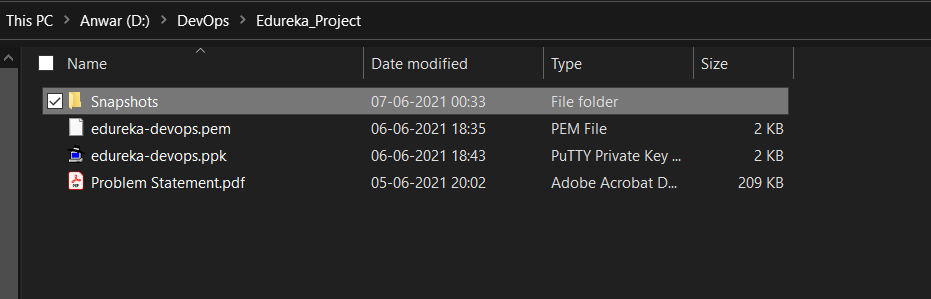 This PC > Anwar (D:) > DevOps > Edureka_Project
Name Date modified Type Size
Snapshots 07-06-2021 00:33 File folder
edureka-devops.pem 06-06-2021 18:35 PEM File 2 KB
edureka-devops.ppk 06-06-2021 18:43 PuTTY Private Key ... 2 KB
Problem Statement.pdf 05-06-2021 20:02 Adobe Acrobat D... 209 KB